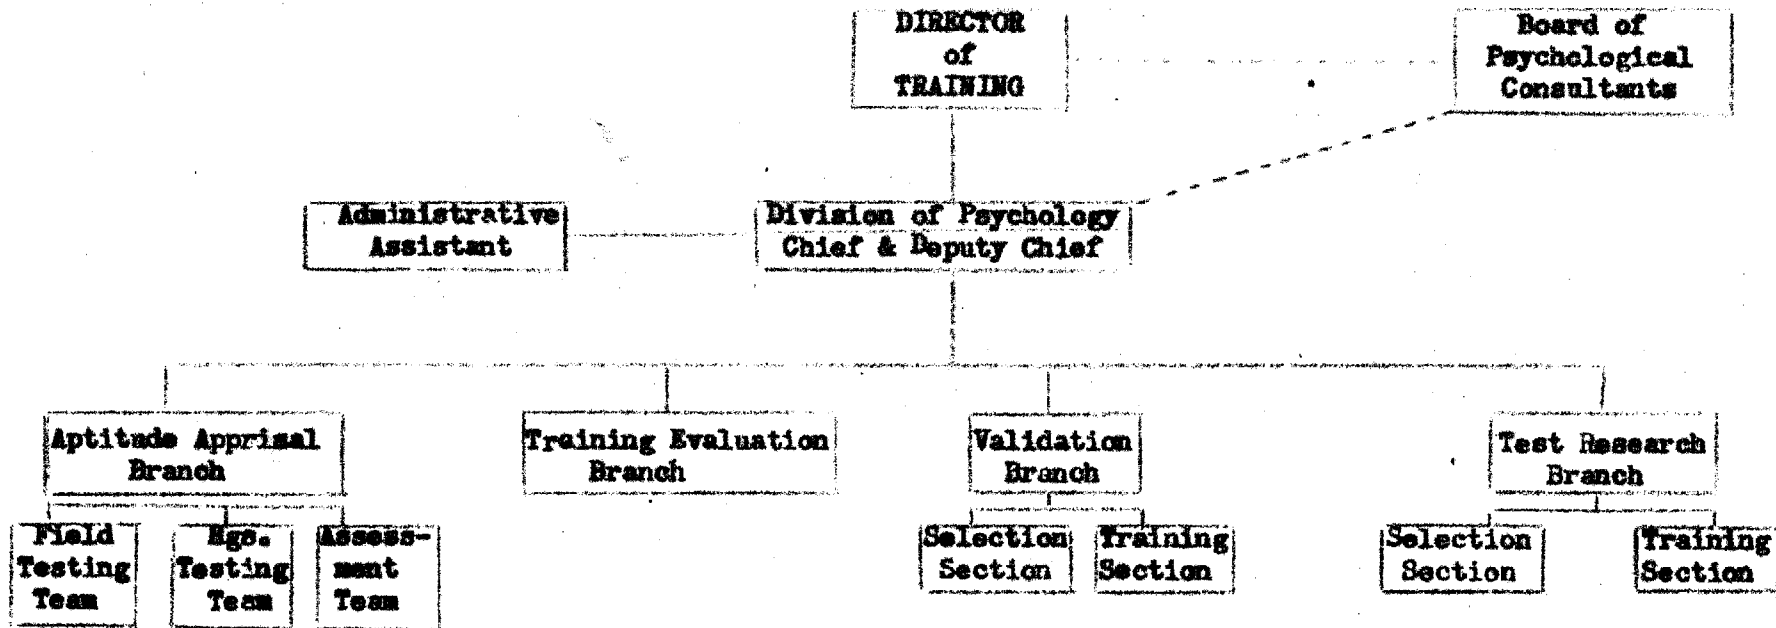 DIRECTOR
of
TRAINING
Board of
Psychological
Consultants
Administrative
Assistant
Division of Psychology
Chief & Deputy Chief
Aptitude Apprisal
Branch
Training Evaluation
Branch
Validation
Branch
Test Research
Branch
Field
Testing
Team
Hgs.
Testing
Team
Assess-
ment
Team
Selection
Section
Training
Section
Selection
Section
Training
Section